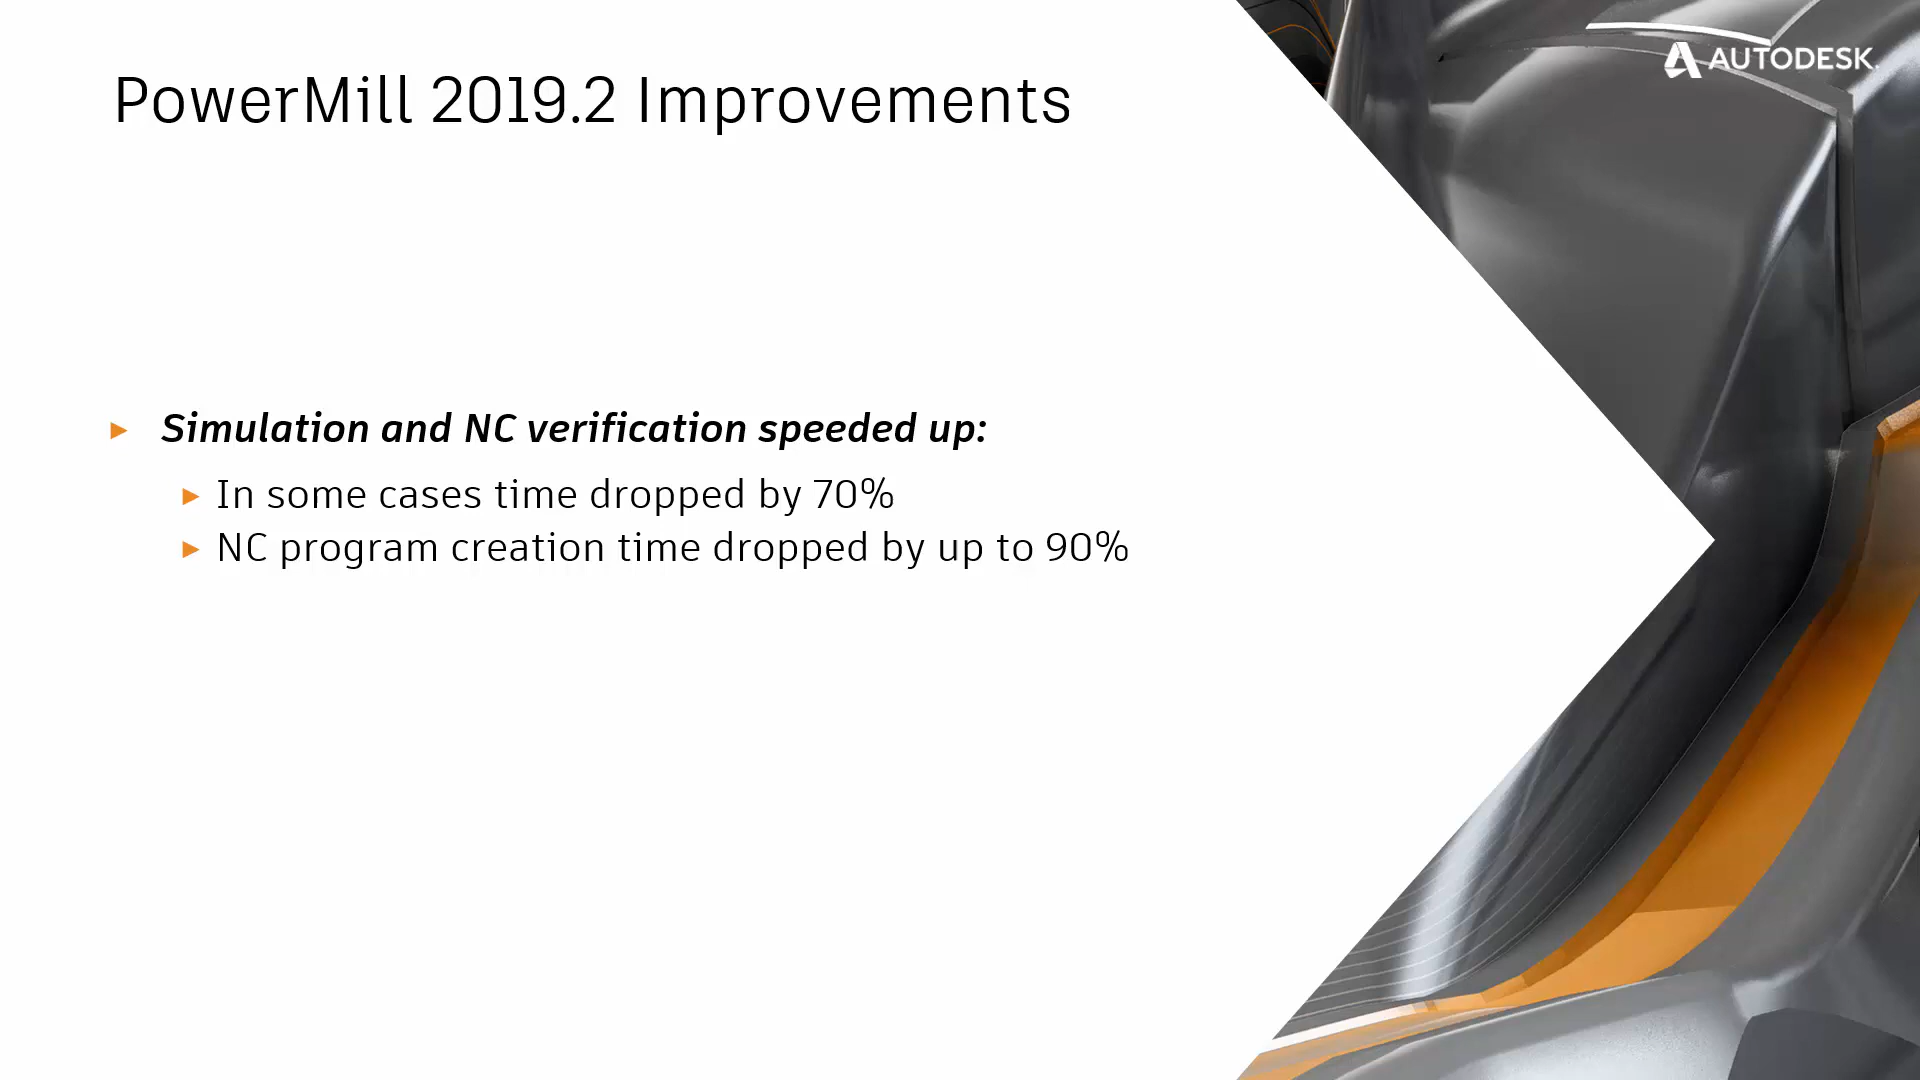 PowerMill 2019.2 Improvements
AUTODESK.
Simulation and NC verification speeded up:
In some cases time dropped by 70%
NC program creation time dropped by up to 90%